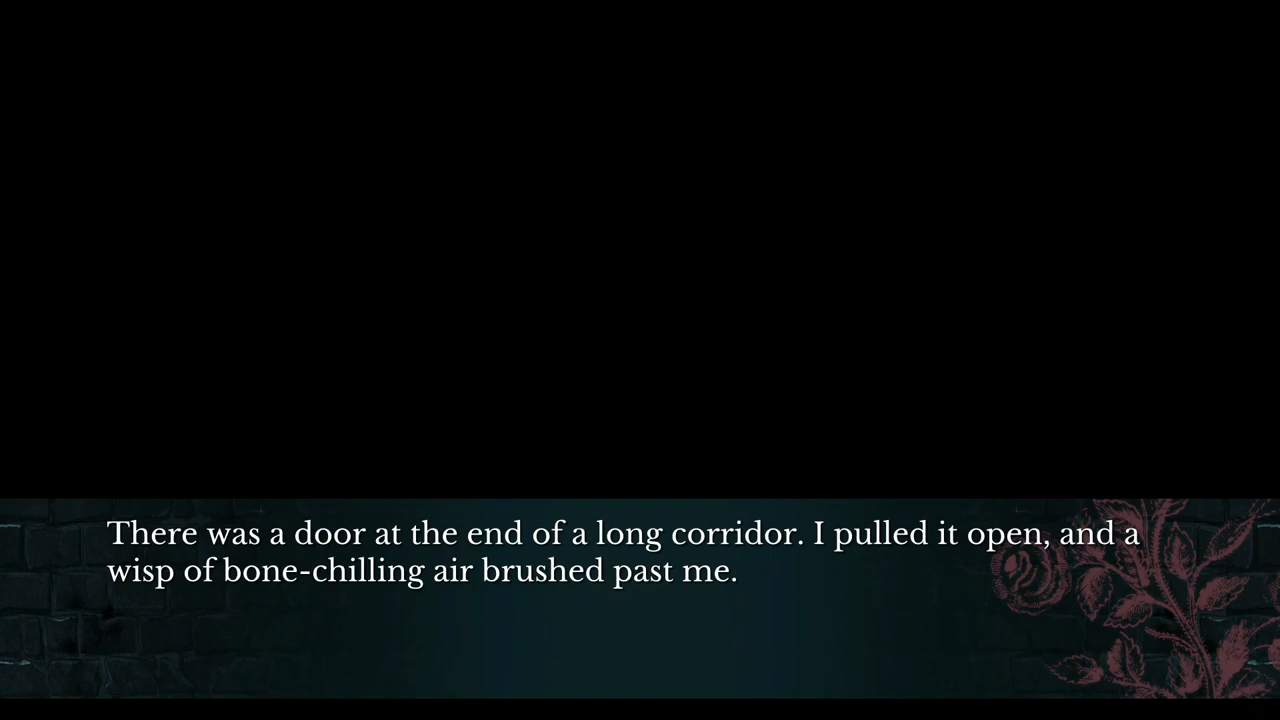 There was a door at the end of a long corridor. I pulled it open, and a
wisp of bone-chilling air brushed past me.